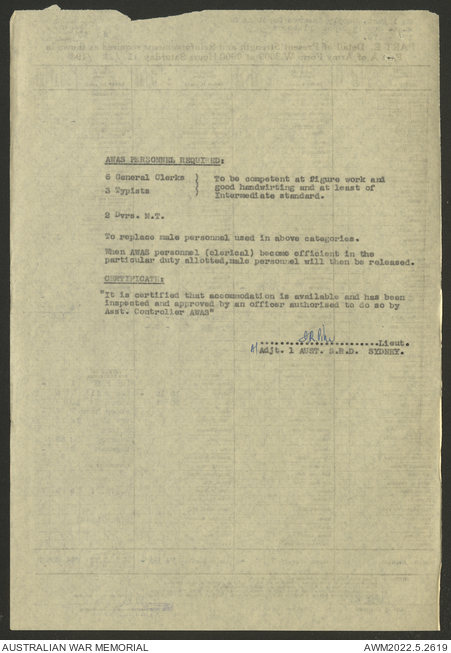 AWAS PERSONNEL REQUIRED:
6 General Clerks } To be competent at figure work and
3 Typists } good handwirting and at least of
Intermediate standard.
2 Dvrs. M.T.
To replace male personnel used in above categories.
When AWAS personnel (clerical) become efficient in the
particular duty allotted,male personnel will then be released.
CERTIFICATE:
"It is certified that accommodation is available and has been
inspected and approved by an officer authorised to do so by
Asst. Controller AWAS"
..............................Lieut.
A/Adjt. 1 AUST. G.R.D. SYDNEY.
AUSTRALIAN WAR MEMORIAL
AWM2022.5.2619